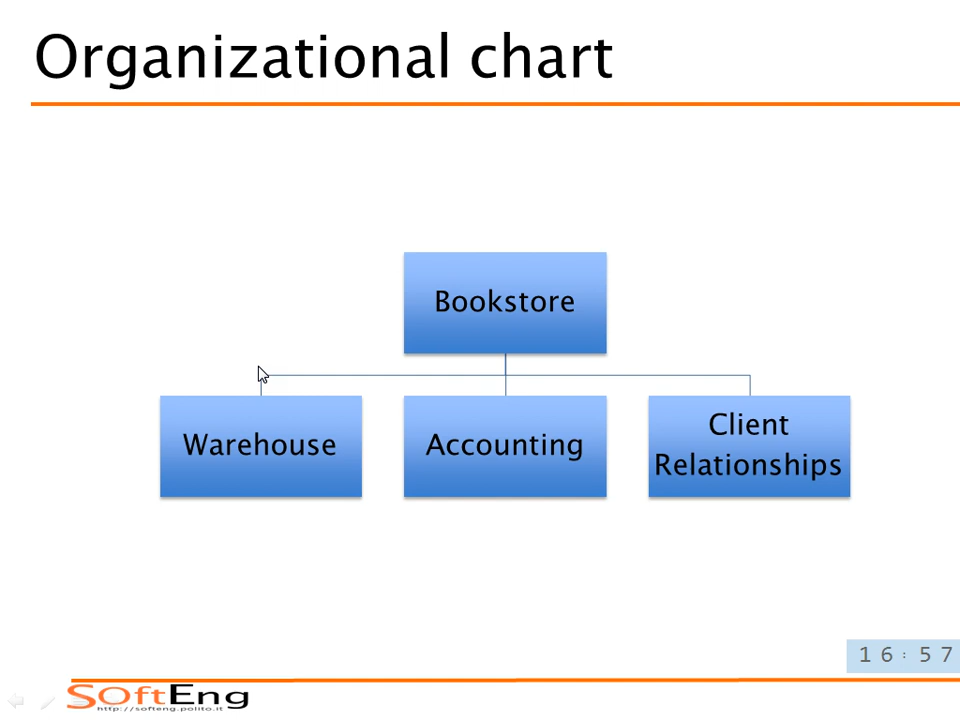 Organizational chart
Bookstore
Warehouse
Accounting
Client
Relationships
16:57
SOftEng
http://softeng.polito.it